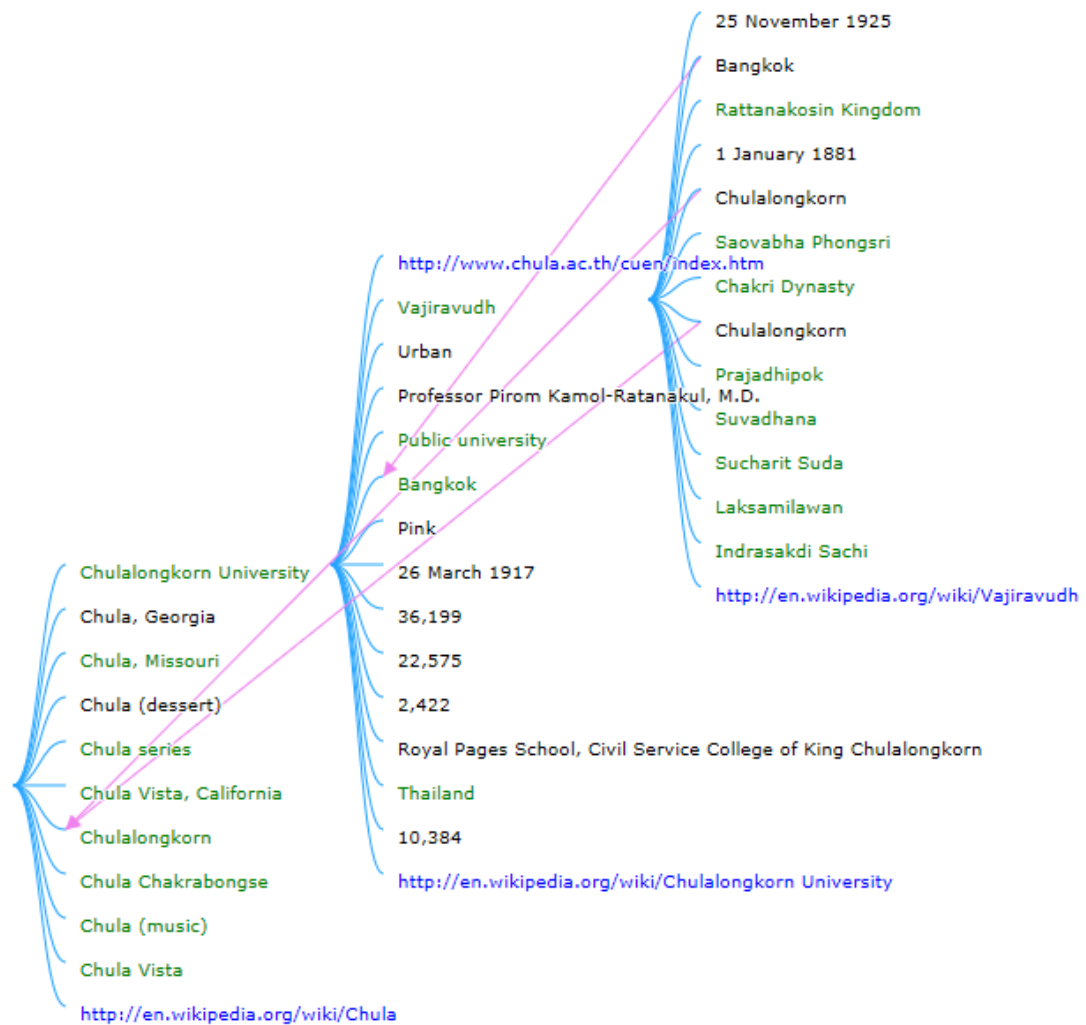 25 November 1925
Bangkok
Rattanakosin Kingdom
1 January 1881
Chulalongkorn
Saovabha Phongsri
Chakri Dynasty
Chulalongkorn
Prajadhipok
Suvadhana
Sucharit Suda
Laksamilawan
Indrasakdi Sachi
http://en.wikipedia.org/wiki/Vajiravudh
http://www.chula.ac.th/cuen/index.htm
Vajiravudh
Urban
Professor Pirom Kamol-Ratanakul, M.D.
Public university
Bangkok
Pink
26 March 1917
36,199
22,575
2,422
Royal Pages School, Civil Service College of King Chulalongkorn
Thailand
10,384
http://en.wikipedia.org/wiki/Chulalongkorn University
Chulalongkorn University
Chula, Georgia
Chula, Missouri
Chula (dessert)
Chula series
Chula Vista, California
Chulalongkorn
Chula Chakrabongse
Chula (music)
Chula Vista
http://en.wikipedia.org/wiki/Chula